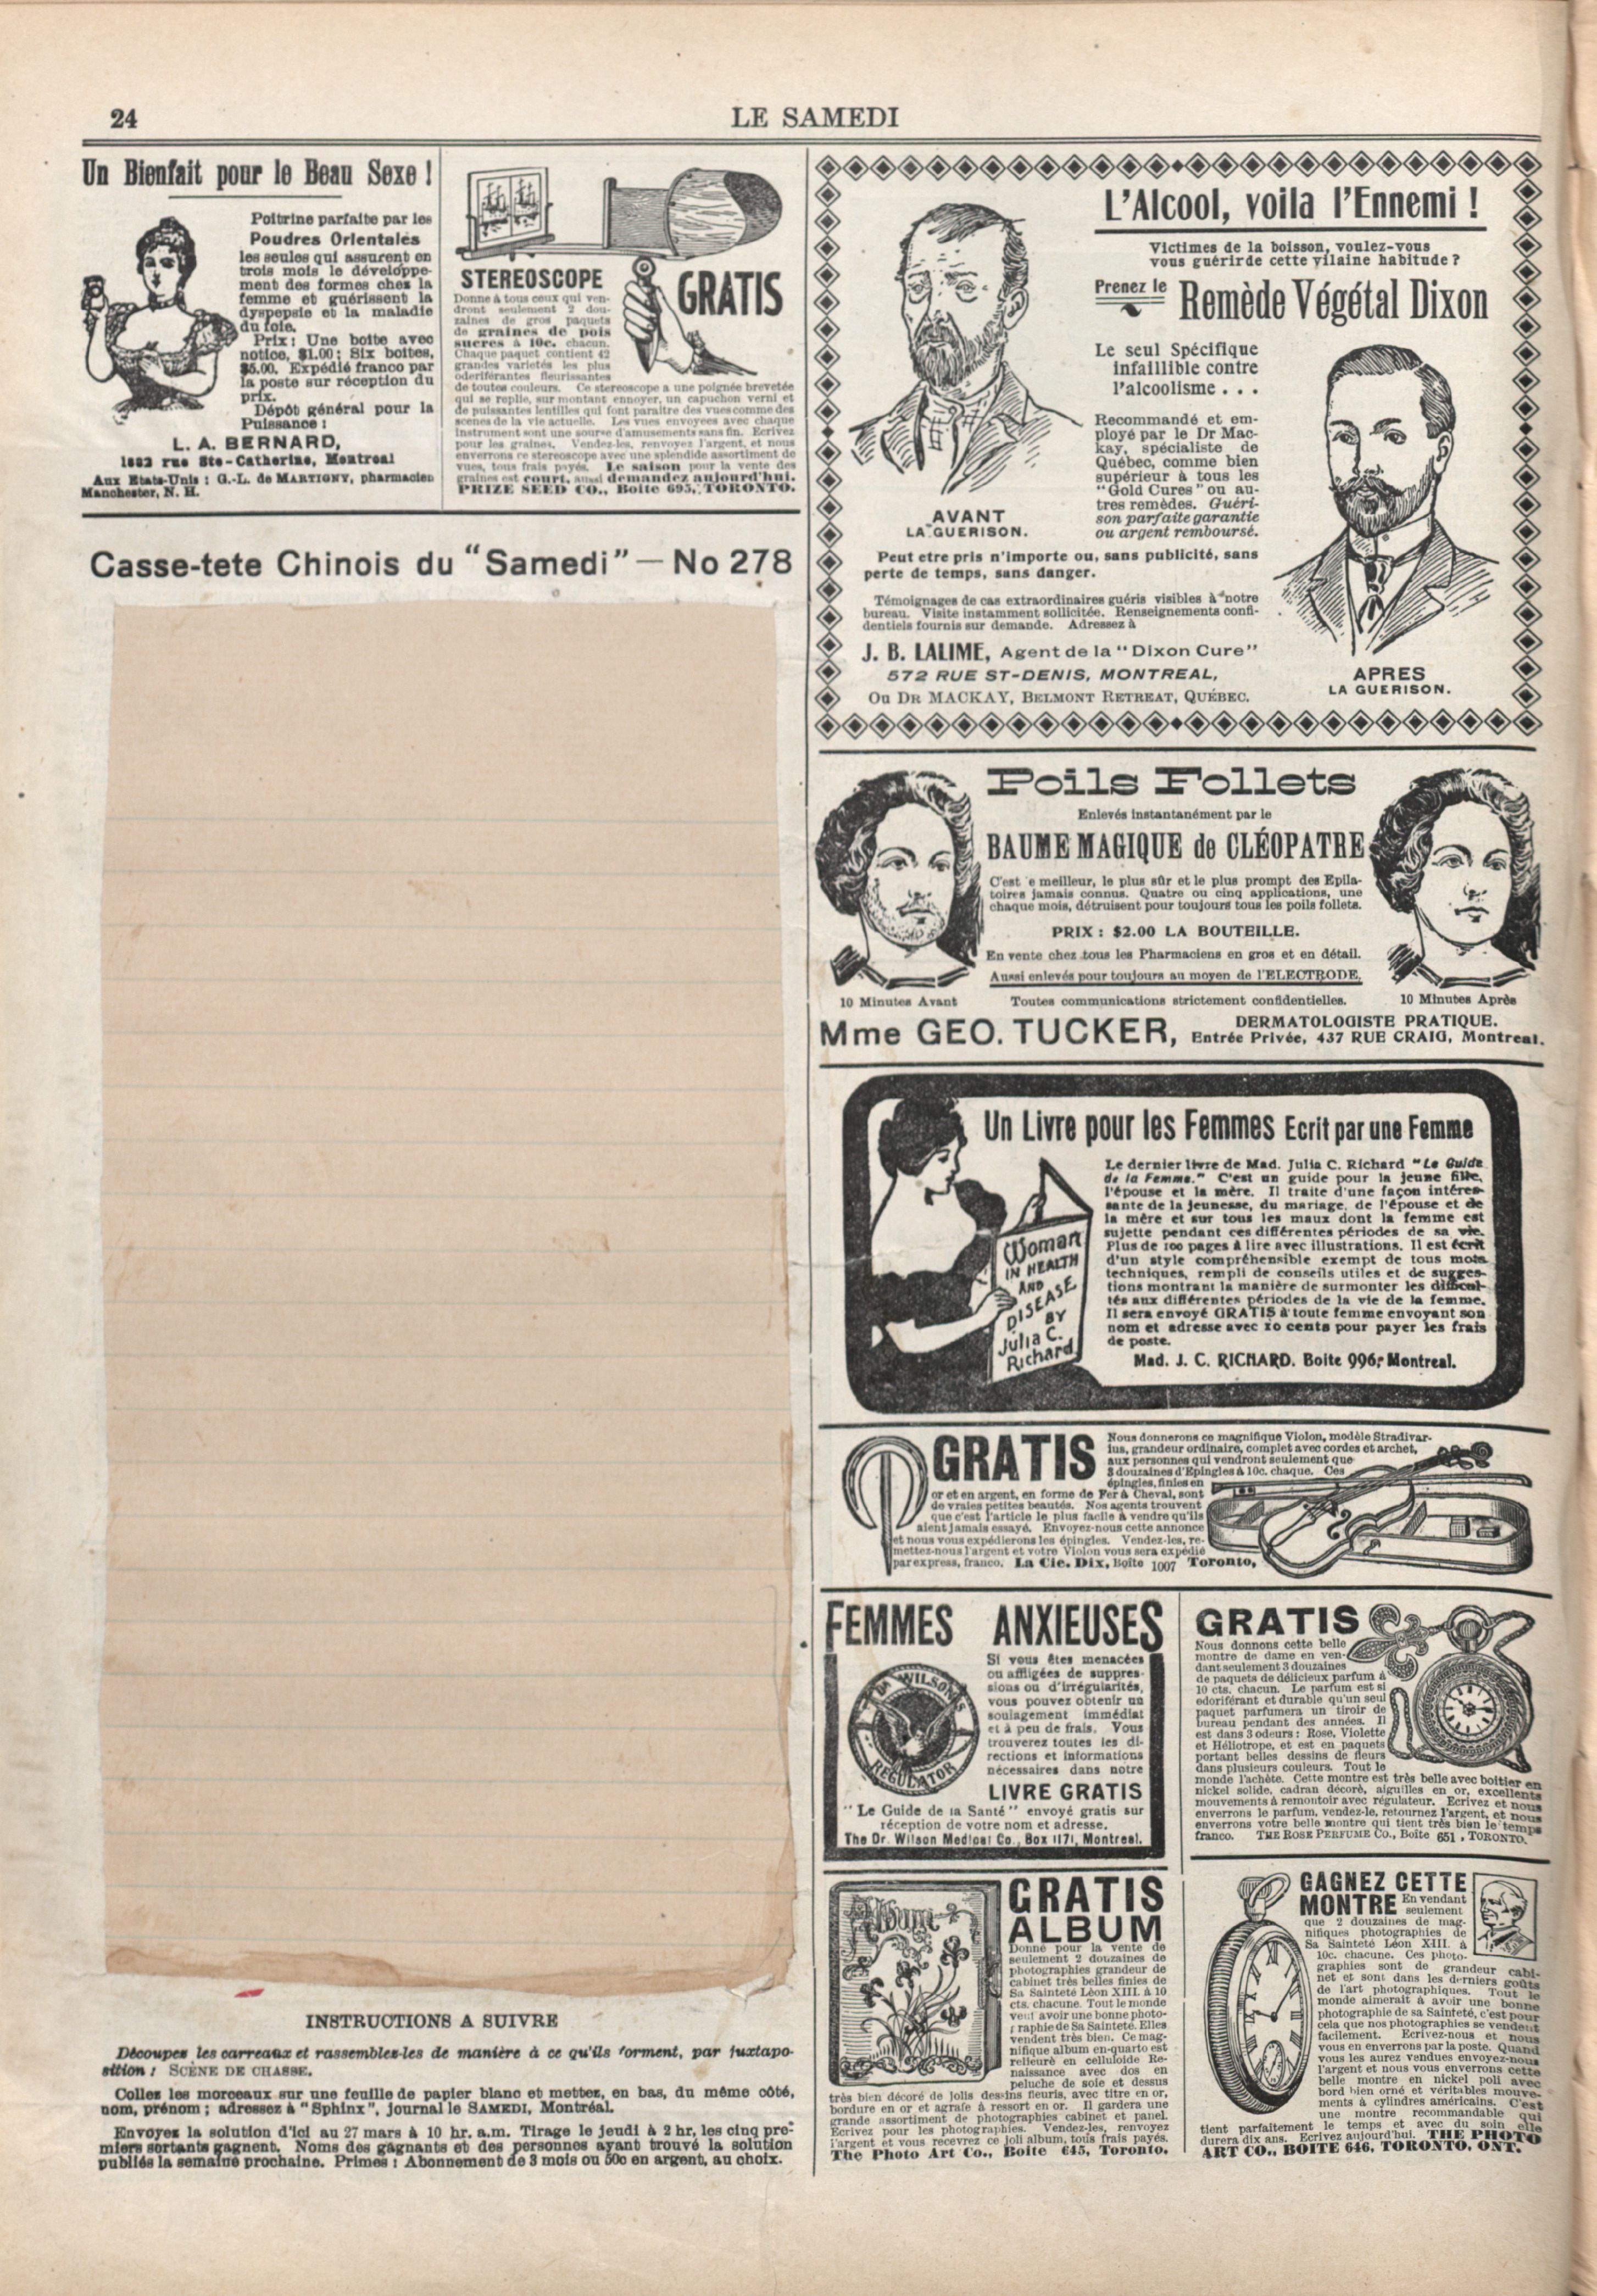 24
LE SAMEDI
Un Bienfait pour le Beau Sexe !
Poitrine parfaite par les
Poudres Orientales
les seules qui assurent en
trois mois le développe-
ment des formes chez la
femme et guérissent la
dyspepsie et la maladie
du foie.
Prix: Une boite avec
notice, $1.00; Six boites,
$5.00. Expédié franco par
la poste sur réception du
prix.
Dépôt général pour la
Puissance :
L. A. BERNARD,
1882 rue Ste-Catherine, Montreal
Aux Etats-Unis : G.-L. de MARTIGNY, pharmacien
Manchester, N. H.
STEREOSCOPE
GRATIS
Donne à tous ceux qui ven-
dront seulement 2 dou-
zaines de gros paquets
de graines de pois
sucres à 10c. chacun.
Chaque paquet contient 42
grandes varietés les plus
oderiférantes fleurissantes
de toutes couleurs. Ce stereoscope a une poignée brevetée
qui se replie, sur montant ennoyer, un capuchon verni et
de puissantes lentilles qui font paraitre des vues comme des
scenes de la vie actuelle. Les vues envoyees avec chaque
instrument sont une sourse d'amusements sans fin. Ecrivez
pour les graines. Vendez-les, renvoyez l'argent, et nous
enverrons ce stereoscope avec une splendide assortiment de
vues, tous frais payés. Le saison pour la vente des
graines est court, aussi demandez aujourd'hui.
PRIZE SEED CO., Boite 695, TORONTO.
Casse-tete Chinois du "Samedi" — No 278
INSTRUCTIONS A SUIVRE
Découpez les carreaux et rassemblez-les de manière à ce qu'ils forment, par juxtapo-
sition : SCÈNE DE CHASSE.
Collez les morceaux sur une feuille de papier blanc et mettez, en bas, du même côté,
nom, prénom ; adressez à "Sphinx", journal le SAMEDI, Montréal.
Envoyez la solution d'ici au 27 mars à 10 hr. a.m. Tirage le jeudi à 2 hr, les cinq pre-
miers sortants gagnent. Noms des gagnants et des personnes ayant trouvé la solution
publiés la semaine prochaine. Primes : Abonnement de 3 mois ou 50c en argent, au choix.
L'Alcool, voila l'Ennemi !
Victimes de la boisson, voulez-vous
vous guérir de cette vilaine habitude ?
Prenez le
Remède Végétal Dixon
Le seul Spécifique
infaillible contre
l'alcoolisme . . .
Recommandé et em-
ployé par le Dr Mac-
kay, spécialiste de
Québec, comme bien
supérieur à tous les
"Gold Cures" ou au-
tres remèdes. Guéri-
son parfaite garantie
ou argent remboursé.
AVANT
LA GUERISON.
Peut etre pris n'importe ou, sans publicité, sans
perte de temps, sans danger.
Témoignages de cas extraordinaires guéris visibles à notre
bureau. Visite instamment sollicitée. Renseignements confi-
dentiels fournis sur demande. Adressez à
J. B. LALIME, Agent de la "Dixon Cure"
572 RUE ST-DENIS, MONTREAL,
Ou DR MACKAY, BELMONT RETREAT, QUÉBEC.
APRES
LA GUERISON.
Poils Follets
Enlevés instantanément par le
BAUME MAGIQUE de CLÉOPATRE
C'est e meilleur, le plus sûr et le plus prompt des Epila-
toires jamais connus. Quatre ou cinq applications, une
chaque mois, détruisent pour toujours tous les poils follets.
PRIX : $2.00 LA BOUTEILLE.
En vente chez tous les Pharmaciens en gros et en détail.
Aussi enlevés pour toujours au moyen de l'ELECTRODE.
10 Minutes Avant
Toutes communications strictement confidentielles.
10 Minutes Après
Mme GEO. TUCKER,
DERMATOLOGISTE PRATIQUE.
Entrée Privée, 437 RUE CRAIG, Montreal.
Un Livre pour les Femmes Ecrit par une Femme
Woman
IN HEALTH
AND
DISEASE
BY
Julia C.
Richard
Le dernier livre de Mad. Julia C. Richard "Le Guide
de la Femme." C'est un guide pour la jeune fille,
l'épouse et la mère. Il traite d'une façon intéres-
sante de la jeunesse, du mariage, de l'épouse et de
la mère et sur tous les maux dont la femme est
sujette pendant ces différentes périodes de sa vie.
Plus de 100 pages à lire avec illustrations. Il est écrit
d'un style compréhensible exempt de tous mots
techniques, rempli de conseils utiles et de sugges-
tions montrant la manière de surmonter les difficul-
tés aux différentes périodes de la vie de la femme.
Il sera envoyé GRATIS à toute femme envoyant son
nom et adresse avec 10 cents pour payer les frais
de poste.
Mad. J. C. RICHARD. Boite 996, Montreal.
GRATIS
Nous donnerons ce magnifique Violon, modèle Stradivar-
ius, grandeur ordinaire, complet avec cordes et archet,
aux personnes qui vendront seulement que
3 douzaines d'Epingles à 10c. chaque. Ces
épingles, finies en
or et en argent, en forme de Fer à Cheval, sont
de vraies petites beautés. Nos agents trouvent
que c'est l'article le plus facile à vendre qu'ils
aient jamais essayé. Envoyez-nous cette annonce
et nous vous expédierons les épingles. Vendez-les, re-
mettez-nous l'argent et votre Violon vous sera expédié
par express, franco. La Cie. Dix, Boîte 1007 Toronto,
FEMMES ANXIEUSES
DR WILSON'S
REGULATOR
Si vous êtes menacées
ou affligées de suppres-
sions ou d'irrégularités,
vous pouvez obtenir un
soulagement immédiat
et à peu de frais. Vous
trouverez toutes les di-
rections et informations
nécessaires dans notre
LIVRE GRATIS
"Le Guide de la Santé" envoyé gratis sur
réception de votre nom et adresse.
The Dr. Wilson Medical Co., Box 1171, Montreal.
GRATIS
Nous donnons cette belle
montre de dame en ven-
dant seulement 3 douzaines
de paquets de délicieux parfum à
10 cts. chacun. Le parfum est si
odoriférant et durable qu'un seul
paquet parfumera un tiroir de
bureau pendant des années. Il
est dans 3 odeurs : Rose, Violette
et Héliotrope, et est en paquets
portant belles dessins de fleurs
dans plusieurs couleurs. Tout le
monde l'achète. Cette montre est très belle avec boitier en
nickel solide, cadran décoré, aiguilles en or, excellents
mouvements à remontoir avec régulateur. Ecrivez et nous
enverrons le parfum, vendez-le, retournez l'argent, et nous
enverrons votre belle montre qui tient très bien le temps
franco. THE ROSE PERFUME CO., Boîte 651, TORONTO.
Album
GRATIS
ALBUM
Donné pour la vente de
seulement 2 douzaines de
photographies grandeur de
cabinet très belles finies de
Sa Sainteté Léon XIII. à 10
cts. chacune. Tout le monde
veut avoir une bonne photo-
graphie de Sa Sainteté. Elles
vendent très bien. Ce mag-
nifique album en-quarto est
relleuré en celluloide Re-
naissance avec dos en
peluche de soie et dessus
très bien décoré de jolis dessins fleuris, avec titre en or,
bordure en or et agrafe à ressort en or. Il gardera une
grande assortiment de photographies cabinet et panel.
Ecrivez pour les photographies. Vendez-les, renvoyez
l'argent et vous recevrez ce joli album, tous frais payés.
The Photo Art Co., Boite 645, Toronto.
GAGNEZ CETTE
MONTRE En vendant
seulement
que 2 douzaines de mag-
nifiques photographies de
Sa Sainteté Léon XIII. à
10c. chacune. Ces photo-
graphies sont de grandeur cabi-
net et sont dans les derniers goûts
de l'art photographiques. Tout le
monde aimerait à avoir une bonne
photographie de sa Sainteté, c'est pour
cela que nos photographies se vendent
facilement. Ecrivez-nous et nous
vous en enverrons par la poste. Quand
vous les aurez vendues envoyez-nous
l'argent et nous vous enverrons cette
belle montre en nickel poli avec
bord bien orné et véritables mouve-
ments à cylindres américains. C'est
une montre recommandable qui
tient parfaitement le temps et avec du soin elle
durera dix ans. Ecrivez aujourd'hui. THE PHOTO
ART CO., BOITE 646, TORONTO, ONT.